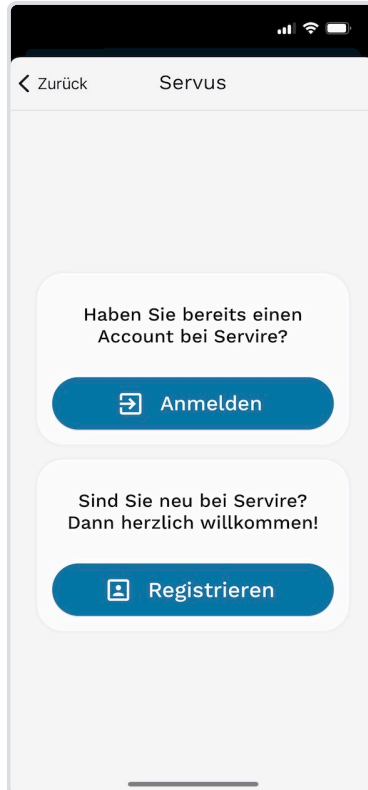 Zurück Servus
Haben Sie bereits einen
Account bei Servire?
Anmelden
Sind Sie neu bei Servire?
Dann herzlich willkommen!
Registrieren